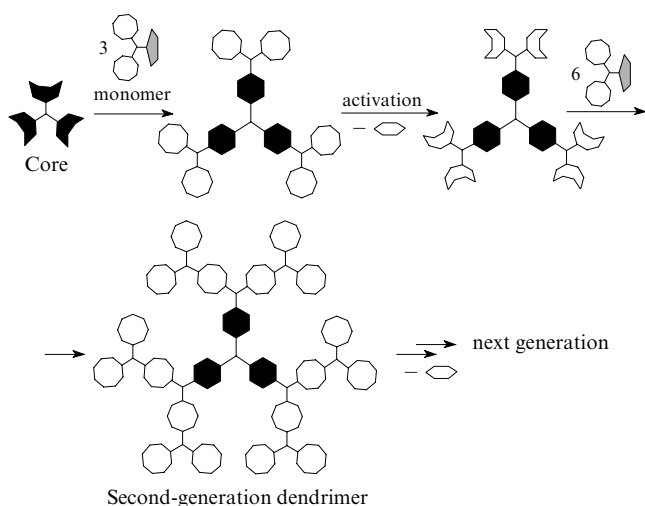 3
monomer
Core
activation
–
6
–
next generation
Second-generation dendrimer